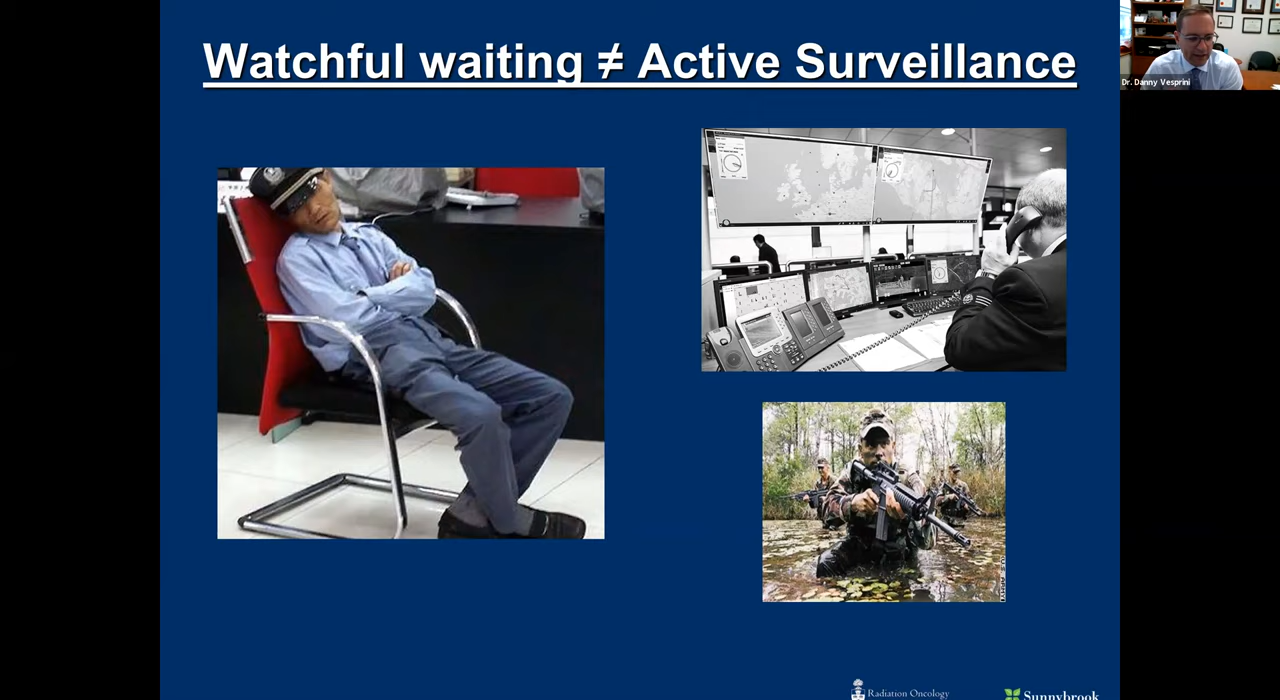 Watchful waiting ≠ Active Surveillance
Dr. Danny Vesprini
Radiation Oncology
Sunnybrook